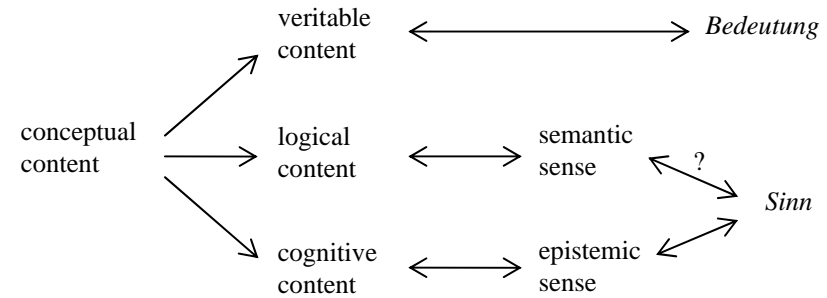 veritable
content
Bedeutung
conceptual
content
logical
content
semantic
sense
?
Sinn
cognitive
content
epistemic
sense